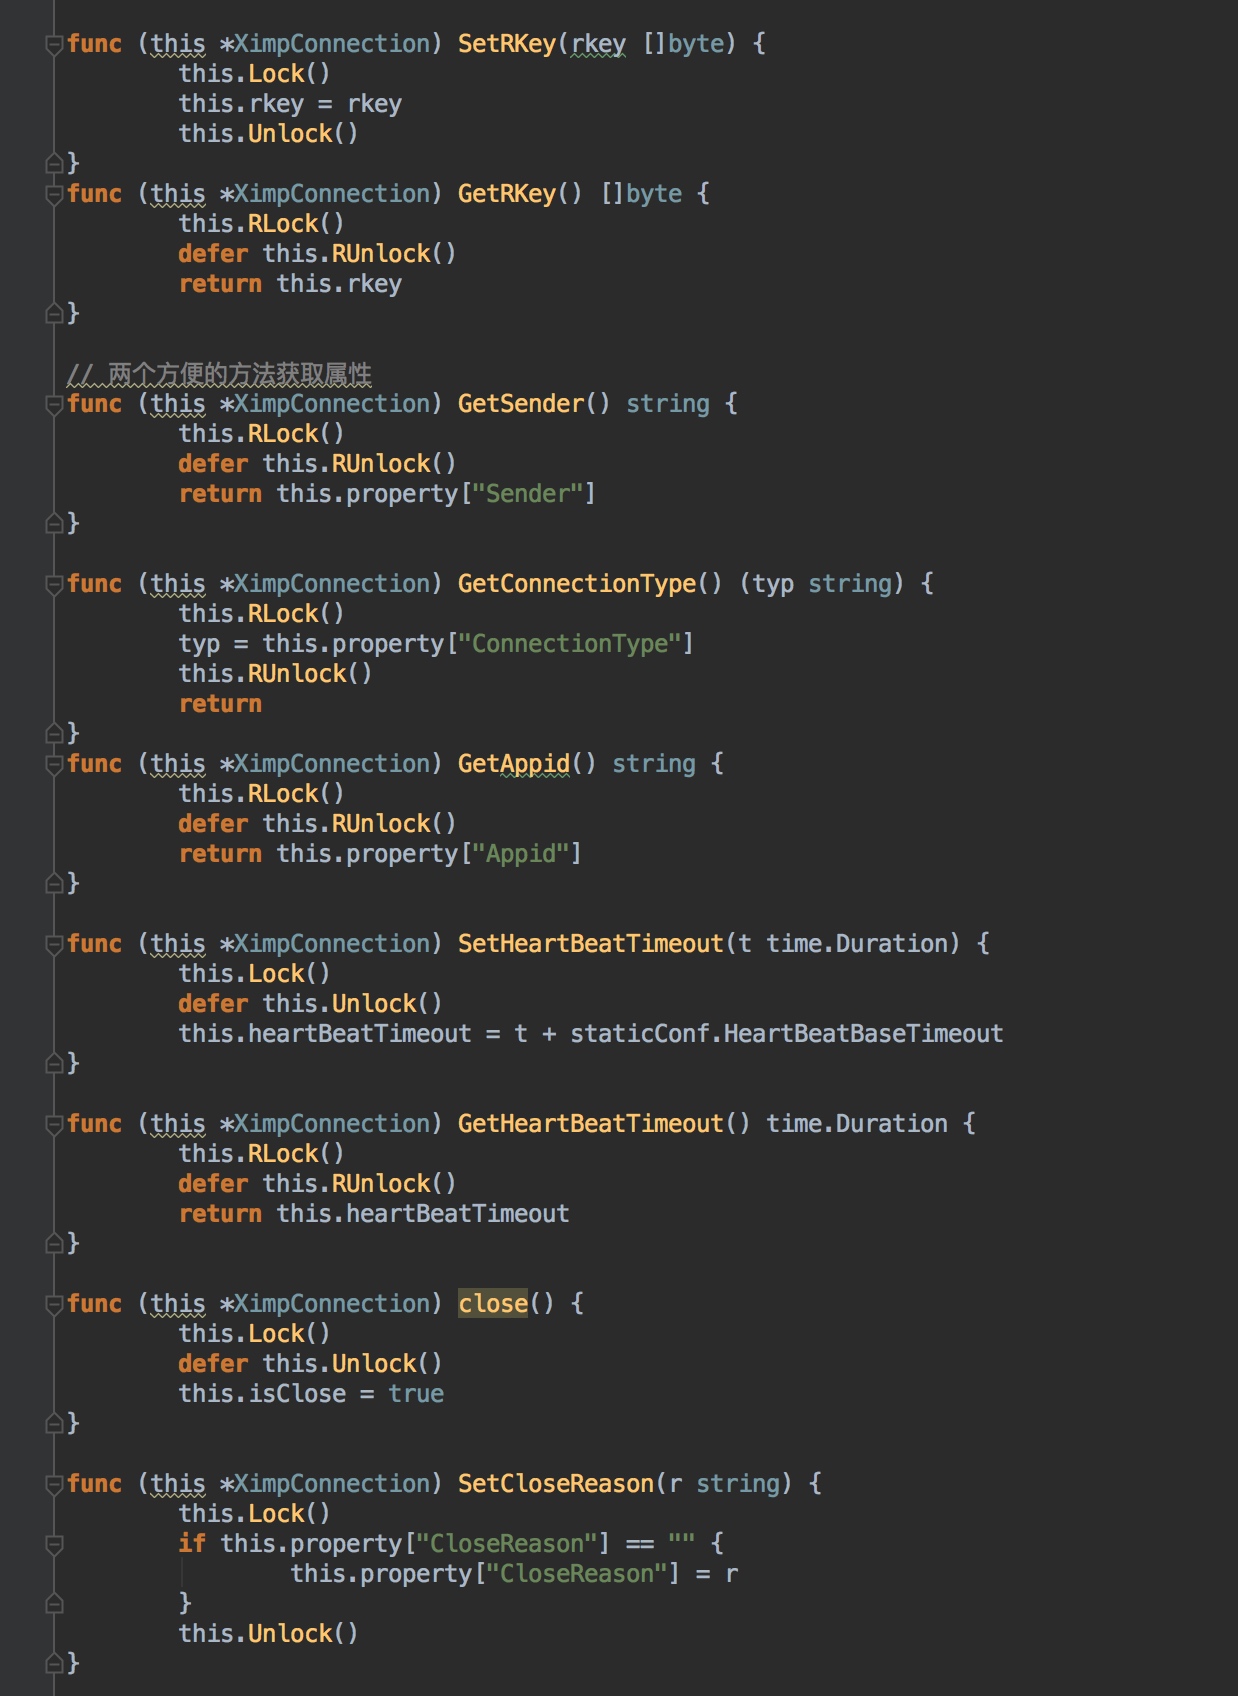 func (this *XimpConnection) SetRKey(rkey []byte) {
this.Lock()
this.rkey = rkey
this.Unlock()
}
func (this *XimpConnection) GetRKey() []byte {
this.RLock()
defer this.RUnlock()
return this.rkey
}
// 两个方便的方法获取属性
func (this *XimpConnection) GetSender() string {
this.RLock()
defer this.RUnlock()
return this.property["Sender"]
}
func (this *XimpConnection) GetConnectionType() (typ string) {
this.RLock()
typ = this.property["ConnectionType"]
this.RUnlock()
return
}
func (this *XimpConnection) GetAppid() string {
this.RLock()
defer this.RUnlock()
return this.property["Appid"]
}
func (this *XimpConnection) SetHeartBeatTimeout(t time.Duration) {
this.Lock()
defer this.Unlock()
this.heartBeatTimeout = t + staticConf.HeartBeatBaseTimeout
}
func (this *XimpConnection) GetHeartBeatTimeout() time.Duration {
this.RLock()
defer this.RUnlock()
return this.heartBeatTimeout
}
func (this *XimpConnection) close() {
this.Lock()
defer this.Unlock()
this.isClose = true
}
func (this *XimpConnection) SetCloseReason(r string) {
this.Lock()
if this.property["CloseReason"] == "" {
this.property["CloseReason"] = r
}
this.Unlock()
}